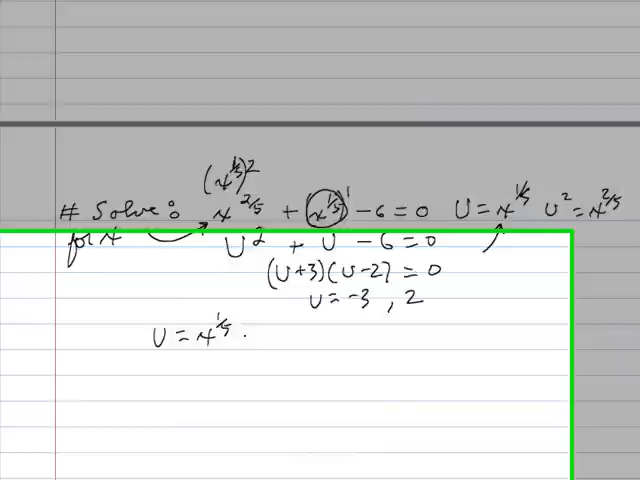 (x^1/5)^2
# Solve: x^2/5 + (x^1/5)^1 - 6 = 0 U = x^1/5 U^2 = x^2/5
for x U^2 + U - 6 = 0
(U+3)(U-2) = 0
U = -3, 2
U = x^1/5.